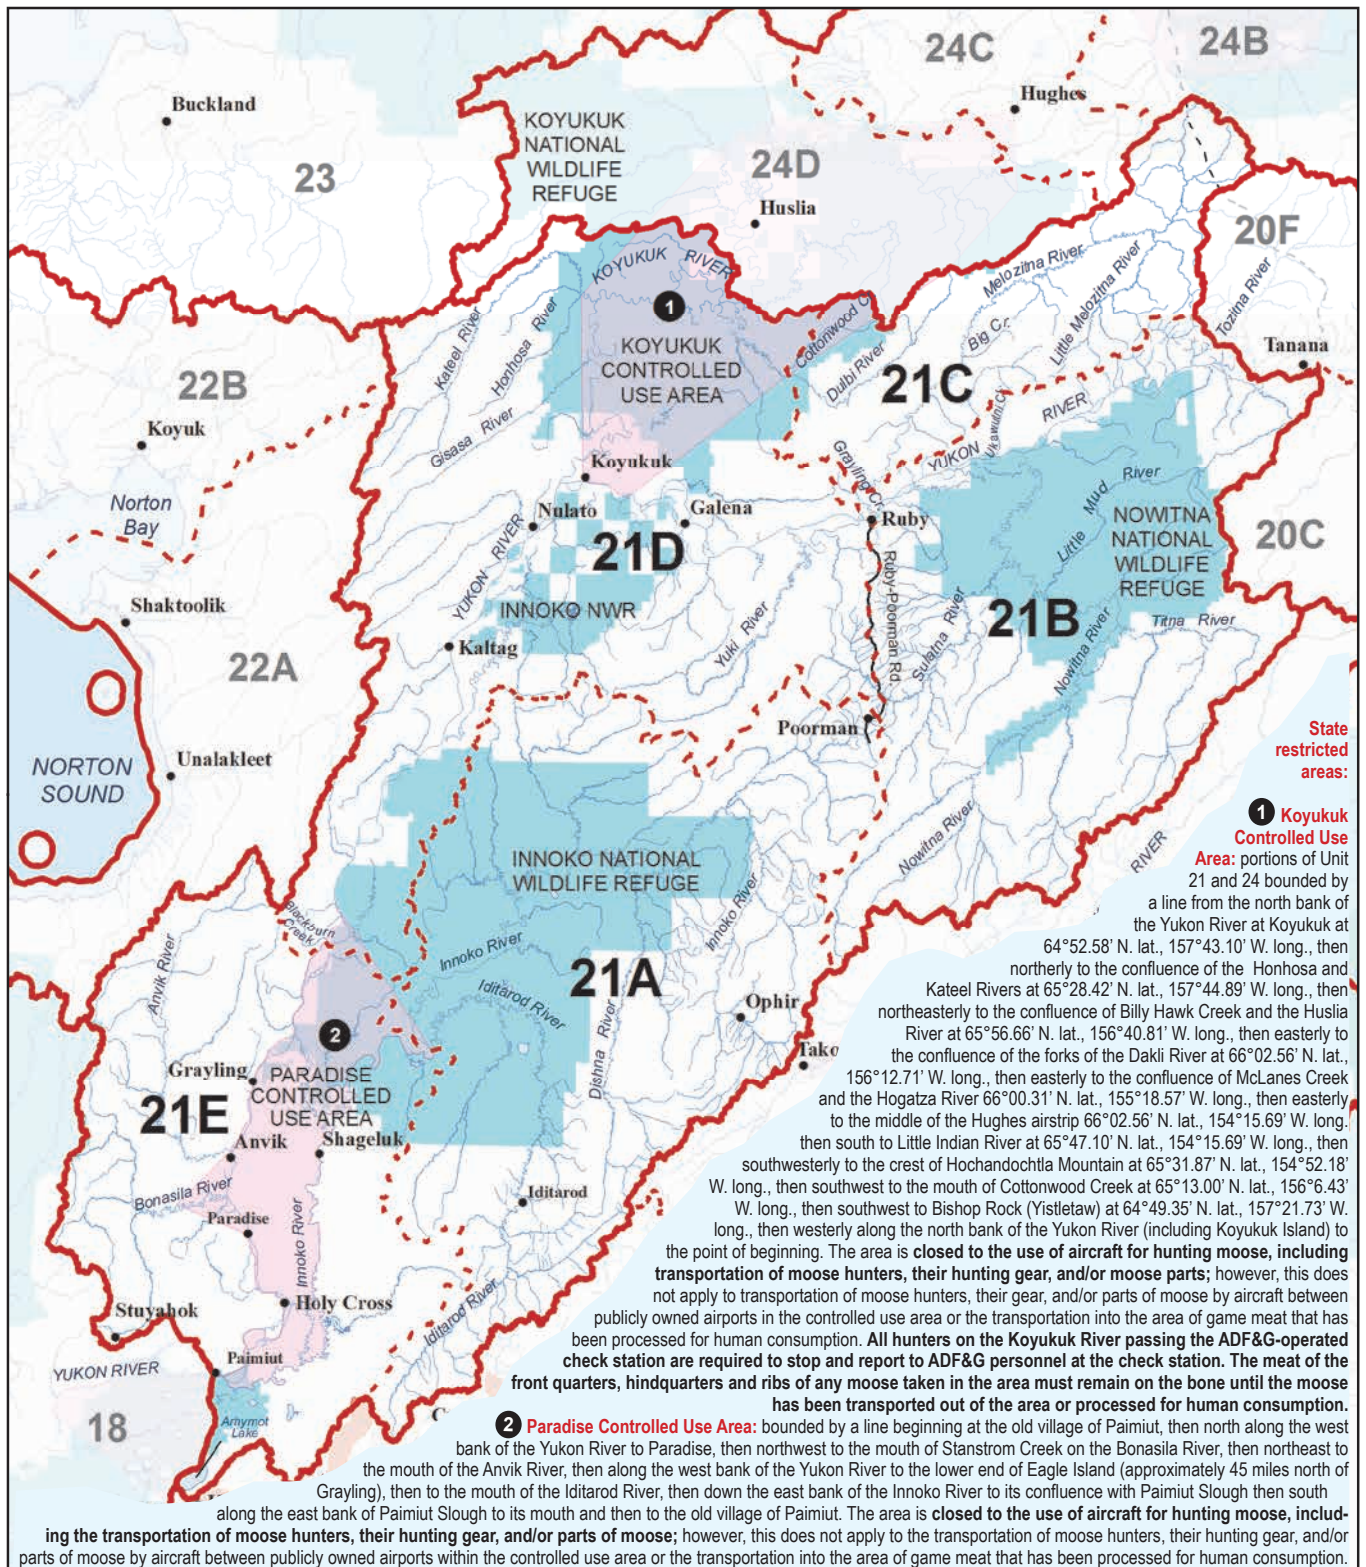 24C
24B
Buckland
Hughes
KOYUKUK
NATIONAL
WILDLIFE
REFUGE
23
24D
Huslia
20F
KOYUKUK RIVER
Melozitna River
Little Melozitna River
Tozitna River
1
Kateel River
Honhosa River
Cottonwood C
Big Cr.
KOYUKUK
CONTROLLED
USE AREA
Dulbi River
21C
Tanana
22B
Koyuk
Gisasa River
YUKON RIVER
Koyukuk
Grayling Cr.
Little Mud River
Norton
Bay
Nulato
Galena
Ruby
NOWITNA
NATIONAL
WILDLIFE
REFUGE
20C
YUKON RIVER
21D
Ruby-Poorman Rd.
Shaktoolik
INNOKO NWR
21B
Titna River
Sulatna River
Yuki River
Nowitna River
Kaltag
22A
Poorman
Unalakleet
NORTON
SOUND
Nowitna River
RIVER
INNOKO NATIONAL
WILDLIFE REFUGE
Blackburn
Creek
Innoko River
Innoko River
Anvik River
21A
Iditarod River
Ophir
Dishna River
2
Tako
Grayling
PARADISE
CONTROLLED
USE AREA
21E
Anvik
Shageluk
Bonasila River
Iditarod
Paradise
Innoko River
Holy Cross
Stuyahok
Iditarod River
YUKON RIVER
Paimiut
18
Arhymot
Lake
C
State
restricted
areas:
1 Koyukuk
Controlled Use
Area: portions of Unit
21 and 24 bounded by
a line from the north bank of
the Yukon River at Koyukuk at
64°52.58' N. lat., 157°43.10' W. long., then
northerly to the confluence of the Honhosa and
Kateel Rivers at 65°28.42' N. lat., 157°44.89' W. long., then
northeasterly to the confluence of Billy Hawk Creek and the Huslia
River at 65°56.66' N. lat., 156°40.81' W. long., then easterly to
the confluence of the forks of the Dakli River at 66°02.56' N. lat.,
156°12.71' W. long., then easterly to the confluence of McLanes Creek
and the Hogatza River 66°00.31' N. lat., 155°18.57' W. long., then easterly
to the middle of the Hughes airstrip 66°02.56' N. lat., 154°15.69' W. long.
then south to Little Indian River at 65°47.10' N. lat., 154°15.69' W. long., then
southwesterly to the crest of Hochandochtla Mountain at 65°31.87' N. lat., 154°52.18'
W. long., then southwest to the mouth of Cottonwood Creek at 65°13.00' N. lat., 156°6.43'
W. long., then southwest to Bishop Rock (Yistletaw) at 64°49.35' N. lat., 157°21.73' W.
long., then westerly along the north bank of the Yukon River (including Koyukuk Island) to
the point of beginning. The area is closed to the use of aircraft for hunting moose, including
transportation of moose hunters, their hunting gear, and/or moose parts; however, this does
not apply to transportation of moose hunters, their gear, and/or parts of moose by aircraft between
publicly owned airports in the controlled use area or the transportation into the area of game meat that has
been processed for human consumption. All hunters on the Koyukuk River passing the ADF&G-operated
check station are required to stop and report to ADF&G personnel at the check station. The meat of the
front quarters, hindquarters and ribs of any moose taken in the area must remain on the bone until the moose
has been transported out of the area or processed for human consumption.
2 Paradise Controlled Use Area: bounded by a line beginning at the old village of Paimiut, then north along the west
bank of the Yukon River to Paradise, then northwest to the mouth of Stanstrom Creek on the Bonasila River, then northeast to
the mouth of the Anvik River, then along the west bank of the Yukon River to the lower end of Eagle Island (approximately 45 miles north of
Grayling), then to the mouth of the Iditarod River, then down the east bank of the Innoko River to its confluence with Paimiut Slough then south
along the east bank of Paimiut Slough to its mouth and then to the old village of Paimiut. The area is closed to the use of aircraft for hunting moose, includ-
ing the transportation of moose hunters, their hunting gear, and/or parts of moose; however, this does not apply to the transportation of moose hunters, their hunting gear, and/or
parts of moose by aircraft between publicly owned airports within the controlled use area or the transportation into the area of game meat that has been processed for human consumption.